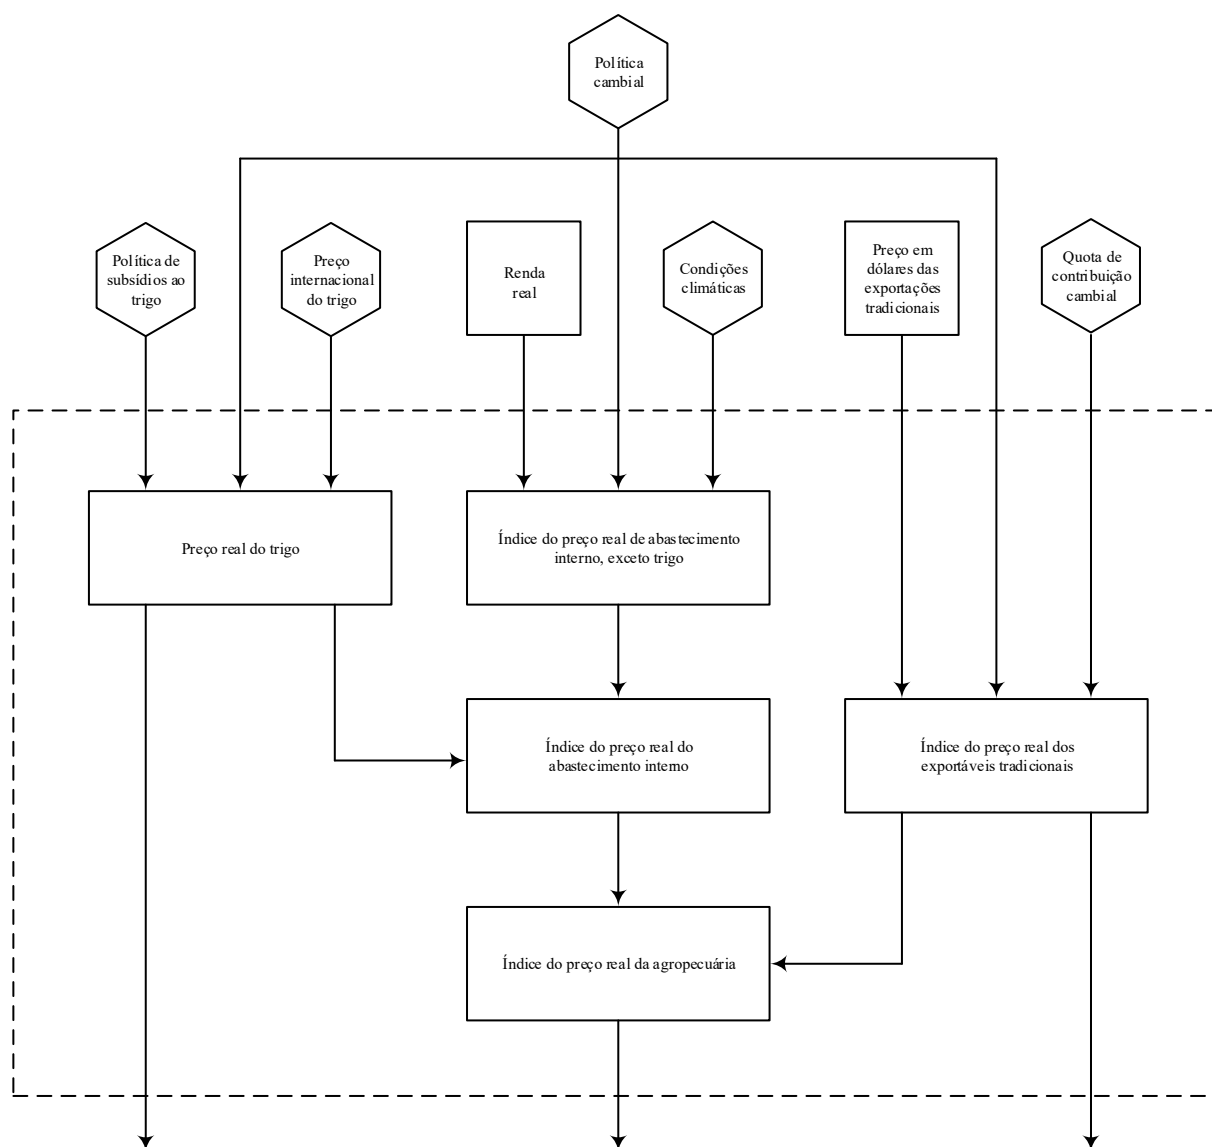 Política
cambial
Política de
subsídios ao
trigo
Preço
internacional
do trigo
Renda
real
Condições
climáticas
Preço em
dólares das
exportações
tradicionais
Quota de
contribuição
cambial
Preço real do trigo
Índice do preço real de abastecimento
interno, exceto trigo
Índice do preço real do
abastecimento interno
Índice do preço real dos
exportáveis tradicionais
Índice do preço real da agropecuária